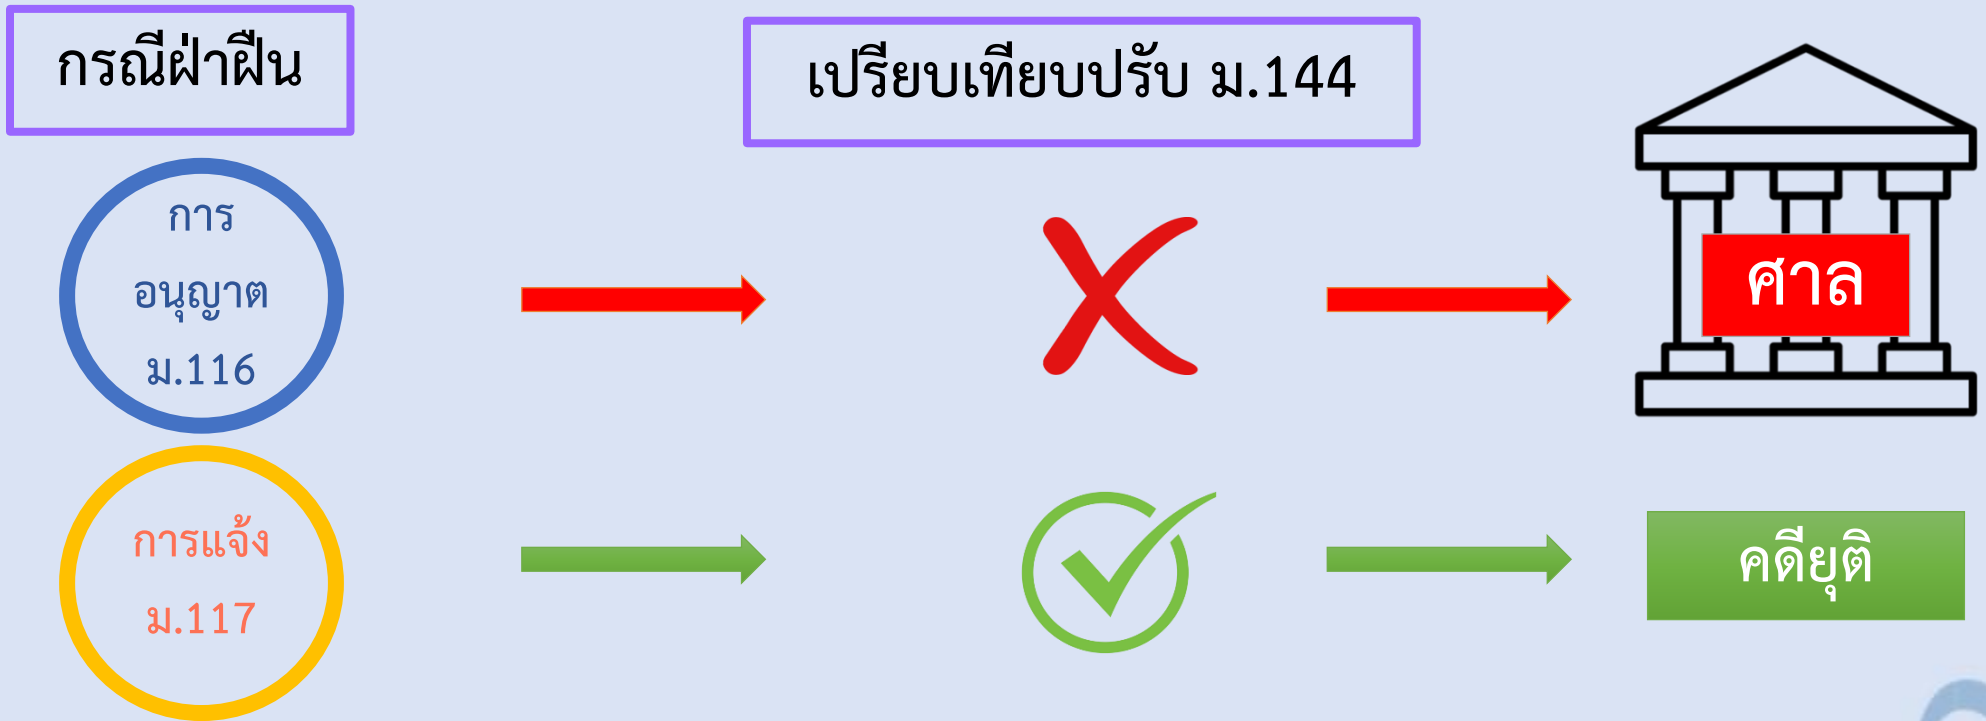 กรณีฝ่าฝืน
เปรียบเทียบปรับ ม.144
การ
อนุญาต
ม.116
ศาล
การแจ้ง
ม.117
คดียุติ